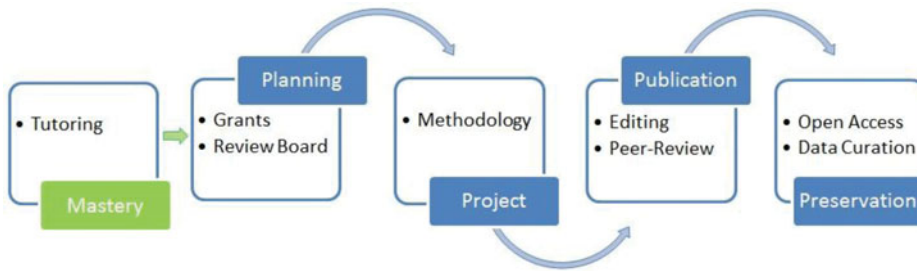 • Tutoring
Mastery
Planning
• Grants
• Review Board
• Methodology
Project
Publication
• Editing
• Peer-Review
• Open Access
• Data Curation
Preservation